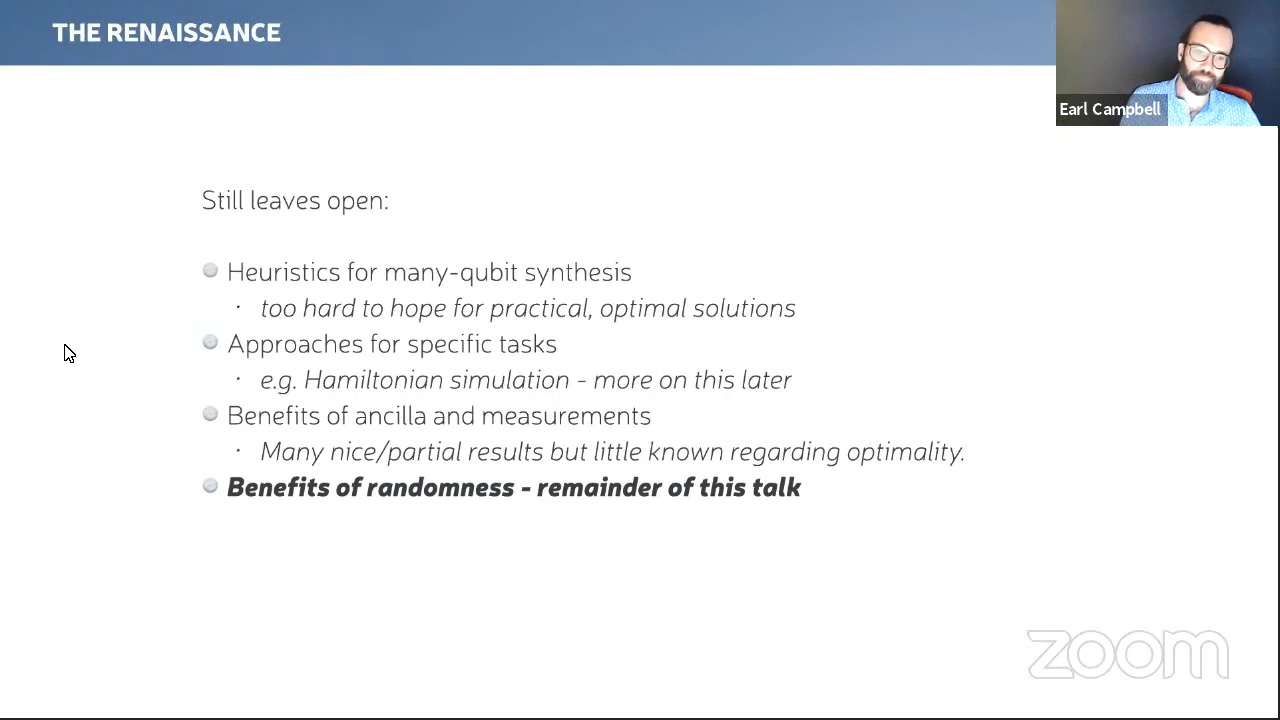 THE RENAISSANCE
Earl Campbell
Still leaves open:
Heuristics for many-qubit synthesis
· too hard to hope for practical, optimal solutions
Approaches for specific tasks
· e.g. Hamiltonian simulation - more on this later
Benefits of ancilla and measurements
· Many nice/partial results but little known regarding optimality.
Benefits of randomness - remainder of this talk
zoom